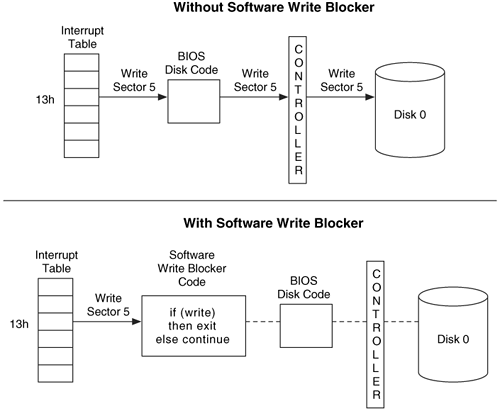 Without Software Write Blocker
Interrupt
Table
BIOS
Disk Code
Write
Sector 5
Write
Sector 5
Write
Sector 5
13h
CONTROLLER
Disk 0
With Software Write Blocker
Interrupt
Table
Software
Write Blocker
Code
BIOS
Disk Code
Write
Sector 5
13h
if (write)
then exit
else continue
CONTROLLER
Disk 0